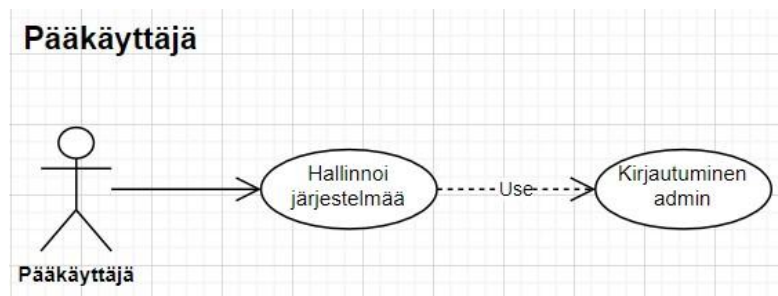 Pääkäyttäjä
Hallinnoi
järjestelmää
Use
Kirjautuminen
admin
Pääkäyttäjä